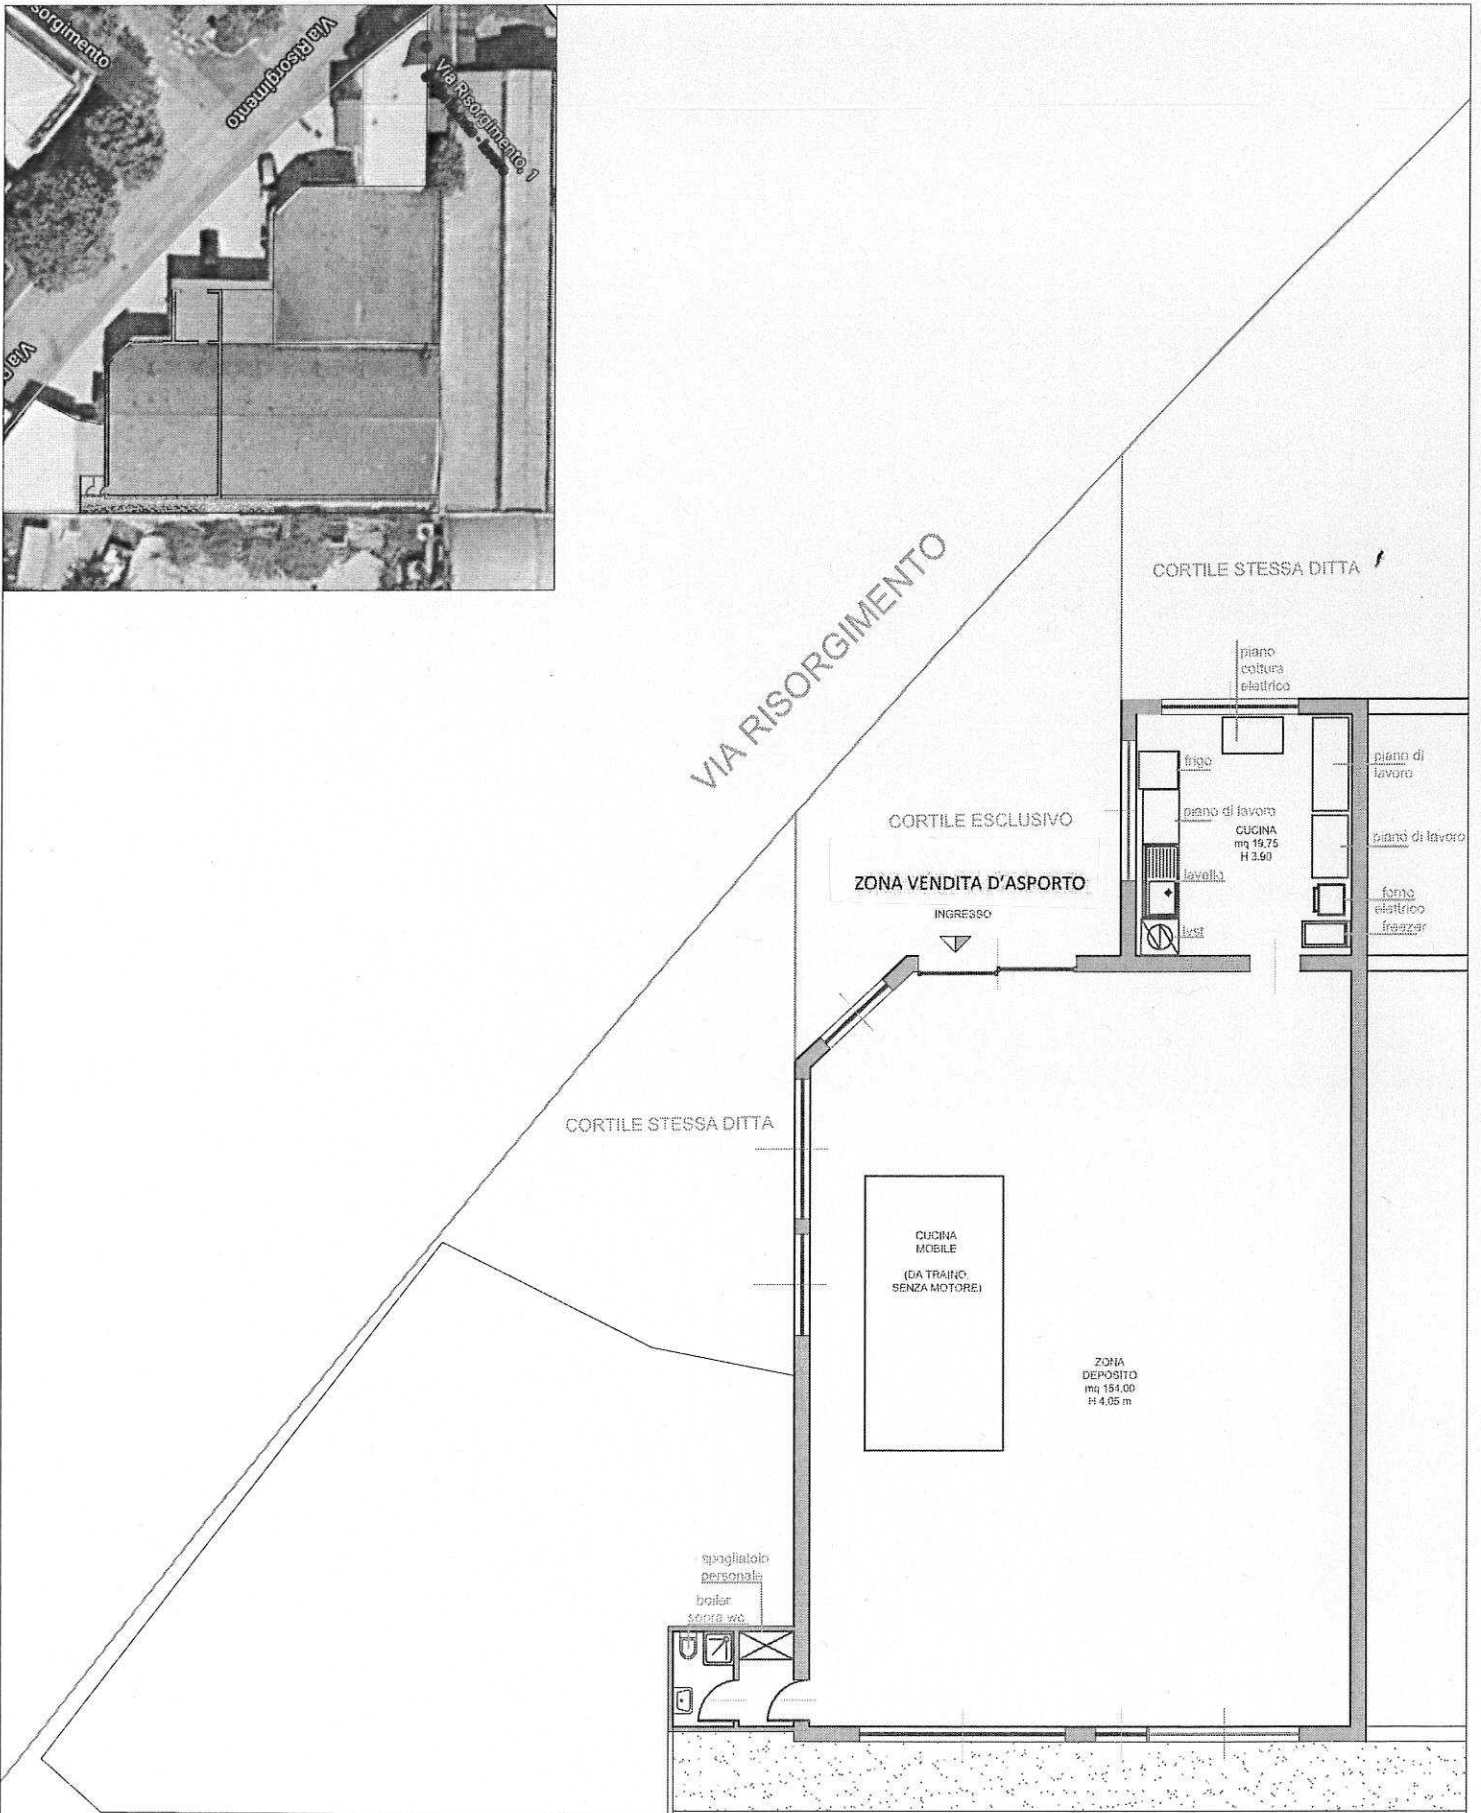 sorgimento
Via Risorgimento
Via Risorgimento, 1
Via R
VIA RISORGIMENTO
CORTILE STESSA DITTA
piano
cottura
elettrico
frigo
piano di
lavoro
piano di lavoro
CUCINA
mq 19,75
H 3.90
piano di lavoro
lavello
forno
elettrico
freezer
lvst
CORTILE ESCLUSIVO
ZONA VENDITA D'ASPORTO
INGRESSO
CORTILE STESSA DITTA
CUCINA
MOBILE
(DA TRAINO,
SENZA MOTORE)
ZONA
DEPOSITO
mq 154,00
H 4,05 m
spogliatoio
personale
boiler
sopra wc